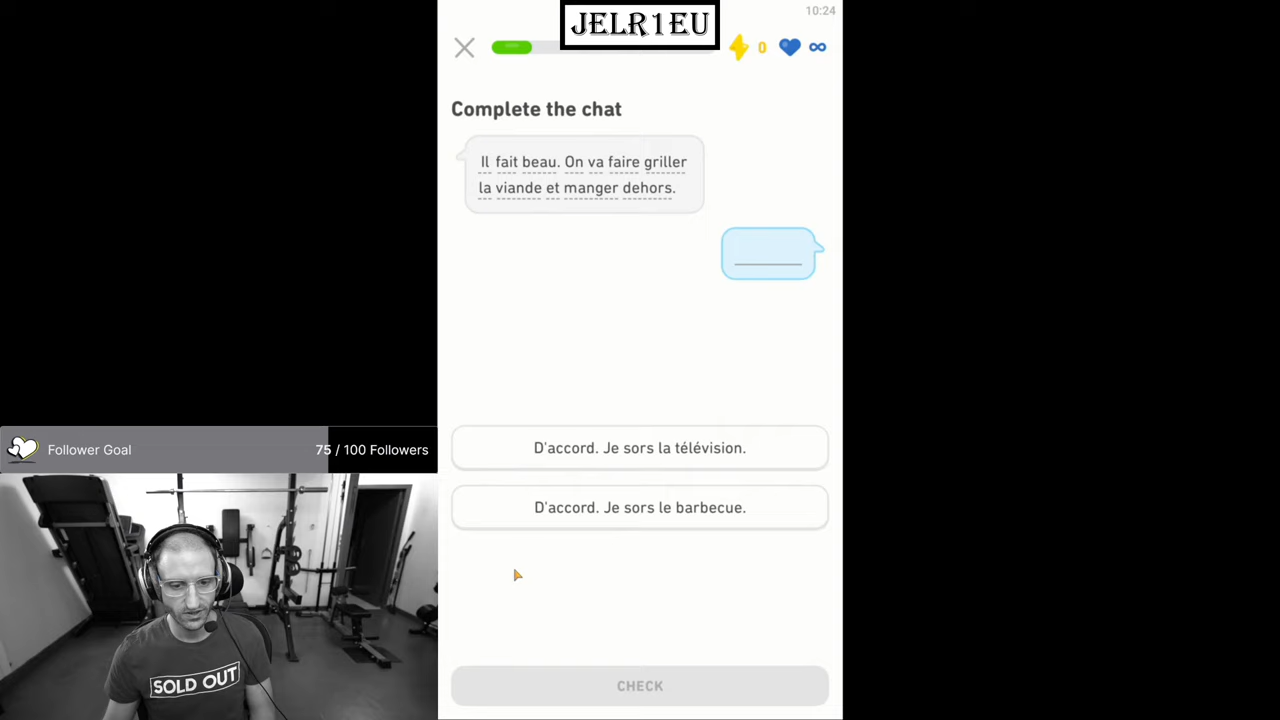 JELR1EU
10:24
0
∞
Complete the chat
Il fait beau. On va faire griller
la viande et manger dehors.
D'accord. Je sors la télévision.
D'accord. Je sors le barbecue.
CHECK
Follower Goal
75 / 100 Followers
SOLD OUT